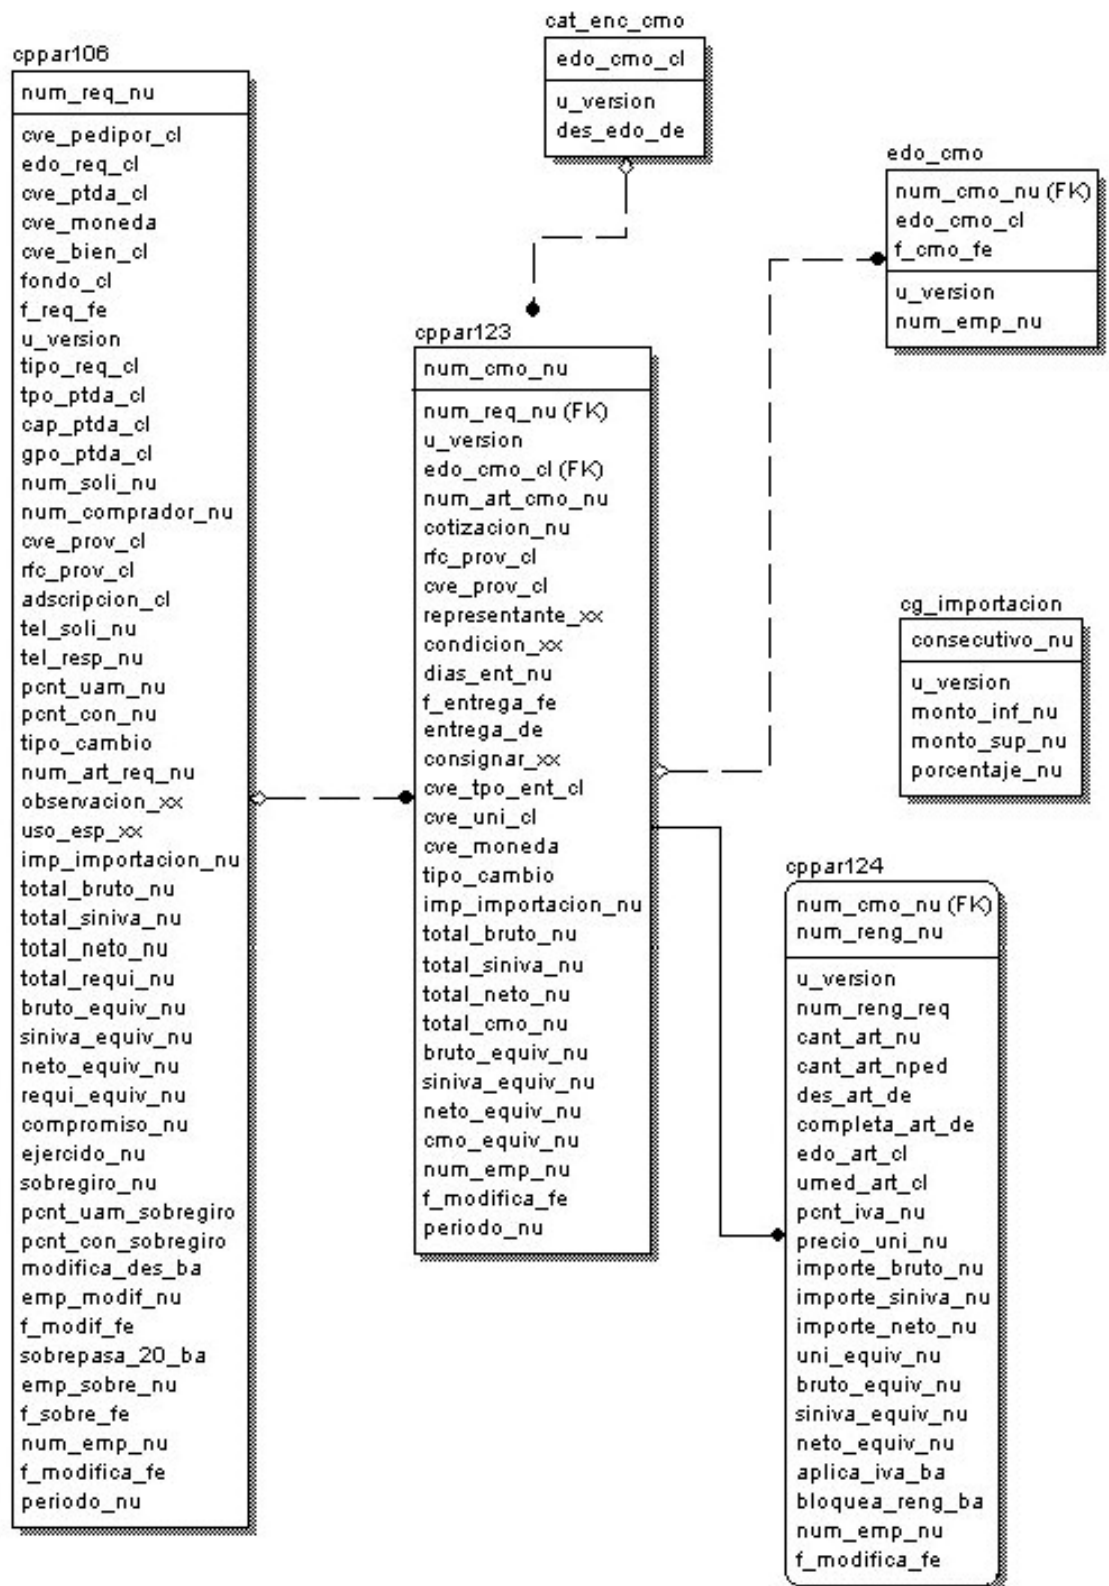 cppar106
num_req_nu
cve_pedipor_cl
edo_req_cl
cve_ptda_cl
cve_moneda
cve_bien_cl
fondo_cl
f_req_fe
u_version
tipo_req_cl
tpo_ptda_cl
cap_ptda_cl
gpo_ptda_cl
num_soli_nu
num_comprador_nu
cve_prov_cl
rfc_prov_cl
adscripcion_cl
tel_soli_nu
tel_resp_nu
pcnt_uam_nu
pcnt_con_nu
tipo_cambio
num_art_req_nu
observacion_xx
uso_esp_xx
imp_importacion_nu
total_bruto_nu
total_siniva_nu
total_neto_nu
total_requi_nu
bruto_equiv_nu
siniva_equiv_nu
neto_equiv_nu
requi_equiv_nu
compromiso_nu
ejercido_nu
sobregiro_nu
pcnt_uam_sobregiro
pcnt_con_sobregiro
modifica_des_ba
emp_modif_nu
f_modif_fe
sobrepasa_20_ba
emp_sobre_nu
f_sobre_fe
num_emp_nu
f_modifica_fe
periodo_nu
cat_enc_cmo
edo_cmo_cl
u_version
des_edo_de
cppar123
num_cmo_nu
num_req_nu (FK)
u_version
edo_cmo_cl (FK)
num_art_cmo_nu
cotizacion_nu
rfc_prov_cl
cve_prov_cl
representante_xx
condicion_xx
dias_ent_nu
f_entrega_fe
entrega_de
consignar_xx
cve_tpo_ent_cl
cve_uni_cl
cve_moneda
tipo_cambio
imp_importacion_nu
total_bruto_nu
total_siniva_nu
total_neto_nu
total_cmo_nu
bruto_equiv_nu
siniva_equiv_nu
neto_equiv_nu
cmo_equiv_nu
num_emp_nu
f_modifica_fe
periodo_nu
edo_cmo
num_cmo_nu (FK)
edo_cmo_cl
f_cmo_fe
u_version
num_emp_nu
cg_importacion
consecutivo_nu
u_version
monto_inf_nu
monto_sup_nu
porcentaje_nu
cppar124
num_cmo_nu (FK)
num_reng_nu
u_version
num_reng_req
cant_art_nu
cant_art_nped
des_art_de
completa_art_de
edo_art_cl
umed_art_cl
pcnt_iva_nu
precio_uni_nu
importe_bruto_nu
importe_siniva_nu
importe_neto_nu
uni_equiv_nu
bruto_equiv_nu
siniva_equiv_nu
neto_equiv_nu
aplica_iva_ba
bloquea_reng_ba
num_emp_nu
f_modifica_fe